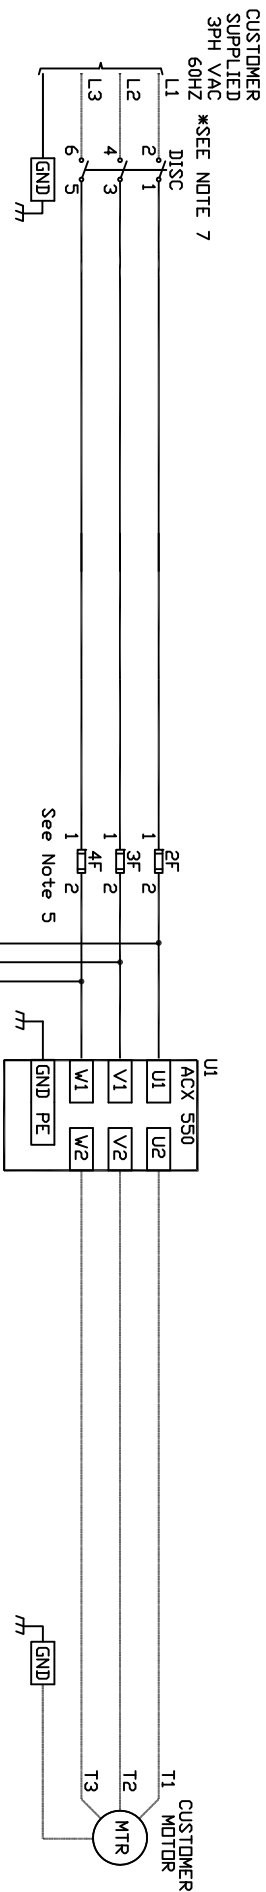 CUSTOMER
SUPPLIED
3PH VAC
60HZ
*SEE NOTE 7
L1
L2
L3
DISC
2 1
4 3
6 5
GND
2F
1 2
3F
1 2
4F
1 2
See Note 5
U1
ACX 550
U1 U2
V1 V2
W1 W2
GND PE
GND
T1
T2
T3
CUSTOMER
MOTOR
MTR